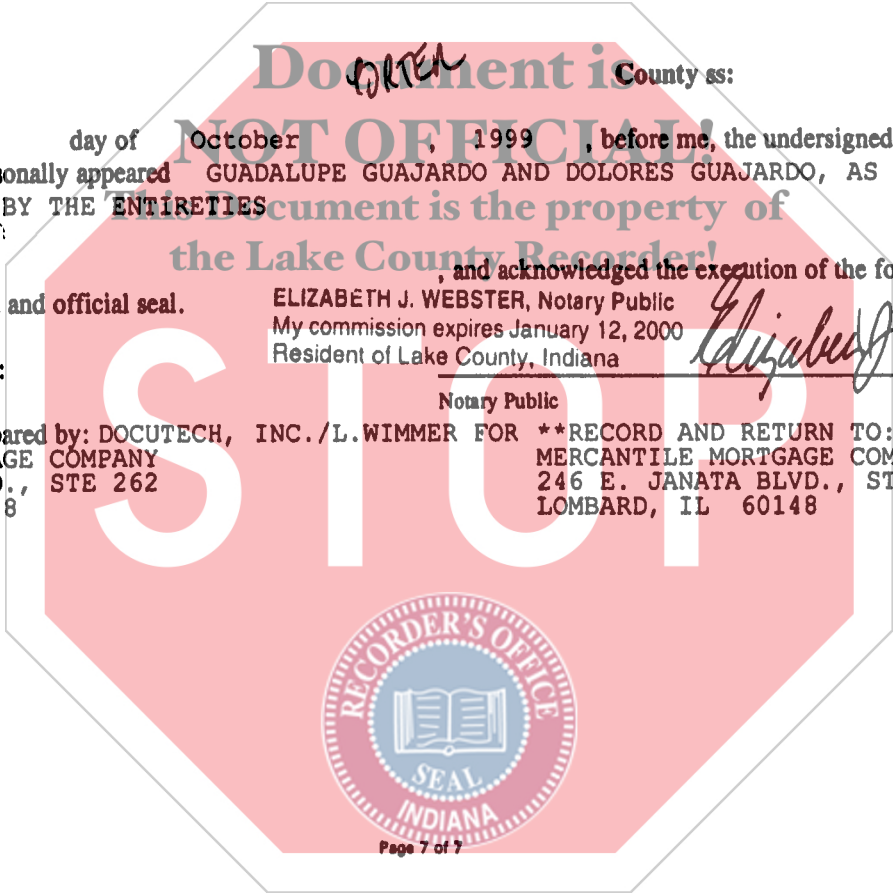 Document is
PORTER County ss:
NOT OFFICIAL!
day of October , 1999 , before me, the undersigned
sonally appeared GUADALUPE GUAJARDO AND DOLORES GUAJARDO, AS
BY THE ENTIRETIES
This Document is the property of
the Lake County Recorder!
, and acknowledged the execution of the fo
and official seal.
ELIZABETH J. WEBSTER, Notary Public
My commission expires January 12, 2000
Resident of Lake County, Indiana
Elizabeth J
Notary Public
STOP
ared by: DOCUTECH, INC./L.WIMMER FOR **RECORD AND RETURN TO:
GE COMPANY MERCANTILE MORTGAGE COM
., STE 262 246 E. JANATA BLVD., ST
8 LOMBARD, IL 60148
RECORDER'S OFFICE
SEAL
INDIANA
Page 7 of 7